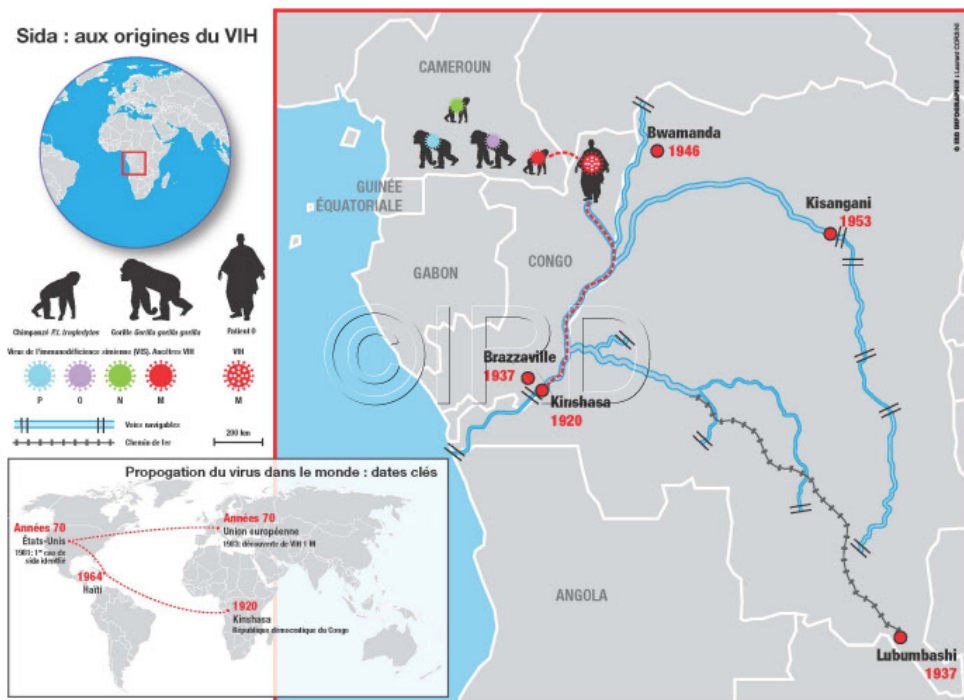 Sida : aux origines du VIH
Chimpanzé P.t. troglodytes
Gorille Gorilla gorilla gorilla
Patient 0
Virus de l'immunodéficience simienne (VIS). Ancêtres VIH
VIH
P
O
N
M
M
Voies navigables
Chemin de fer
200 km
Propogation du virus dans le monde : dates clés
Années 70
États-Unis
1981: 1er cas de
sida identifié
Années 70
Union européenne
1983: découverte de VIH 1 M
1964
Haïti
1920
Kinshasa
République démocratique du Congo
CAMEROUN
GUINÉE
ÉQUATORIALE
GABON
CONGO
ANGOLA
Bwamanda
1946
Kisangani
1953
Brazzaville
1937
Kinshasa
1920
Lubumbashi
1937
©IRD
© IRD INFOGRAPHIE / Laurent CORSINI